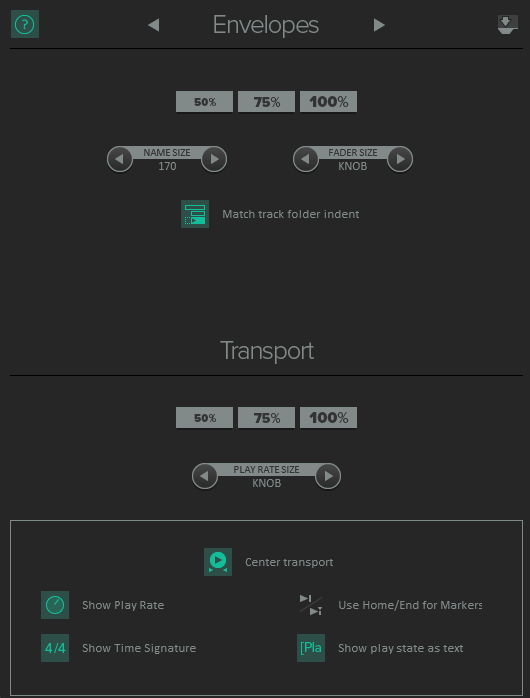 ?
Envelopes
50% 75% 100%
NAME SIZE FADER SIZE
170 KNOB
Match track folder indent
Transport
50% 75% 100%
PLAY RATE SIZE
KNOB
Center transport
Show Play Rate Use Home/End for Markers
4/4 Show Time Signature [Pla Show play state as text